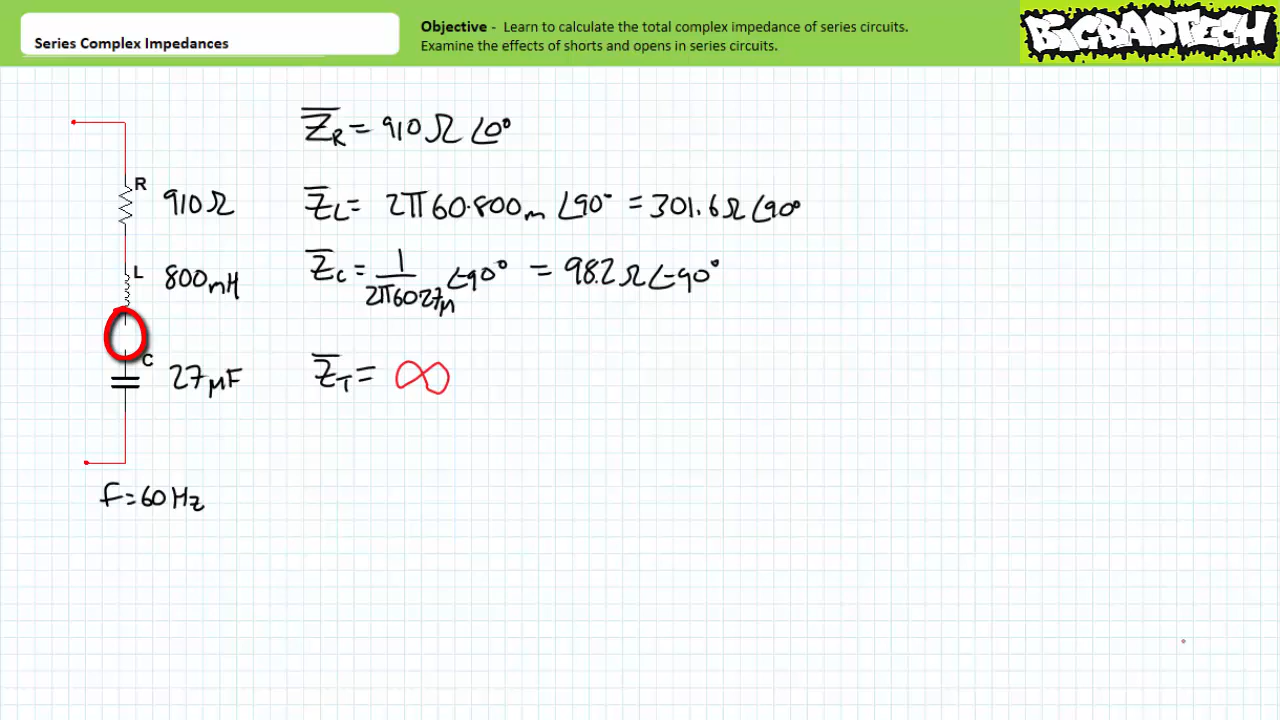 Series Complex Impedances
Objective - Learn to calculate the total complex impedance of series circuits.
Examine the effects of shorts and opens in series circuits.
BIGBADTECH
Z̅R = 910 Ω ∠0°
R
910Ω
Z̅L = 2π60·800m ∠90° = 301.6Ω ∠90°
L
800mH
Z̅C = 1/2π60·27μ ∠-90° = 98.2Ω ∠-90°
C
27μF
Z̅T = ∞
F=60Hz